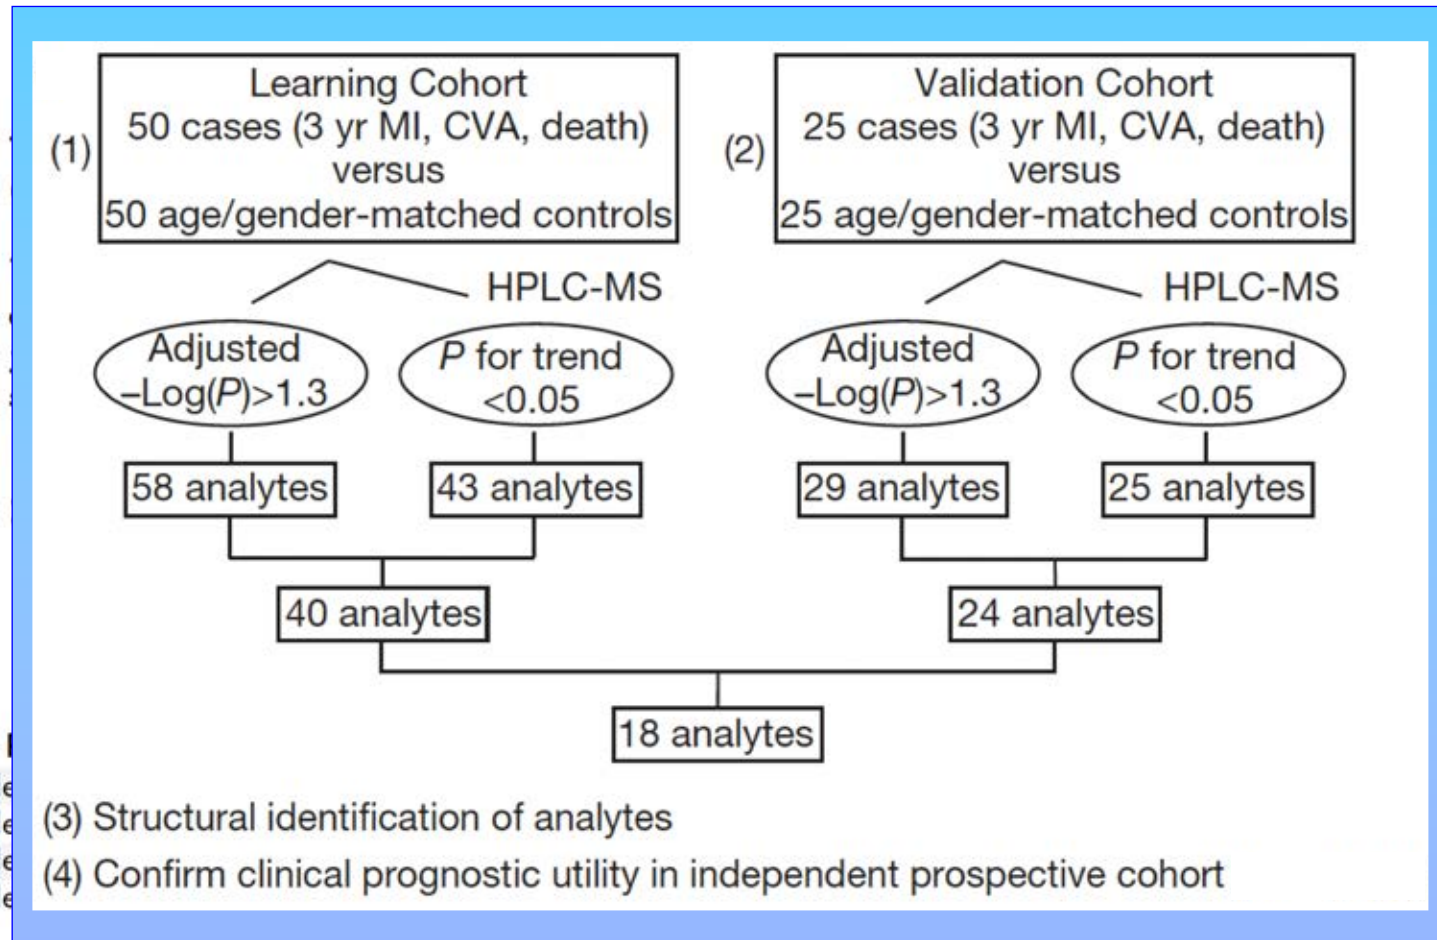 Learning Cohort
(1) 50 cases (3 yr MI, CVA, death)
versus
50 age/gender-matched controls
Validation Cohort
(2) 25 cases (3 yr MI, CVA, death)
versus
25 age/gender-matched controls
HPLC-MS
HPLC-MS
Adjusted
–Log(P)>1.3
P for trend
<0.05
Adjusted
–Log(P)>1.3
P for trend
<0.05
58 analytes
43 analytes
29 analytes
25 analytes
40 analytes
24 analytes
18 analytes
(3) Structural identification of analytes
(4) Confirm clinical prognostic utility in independent prospective cohort